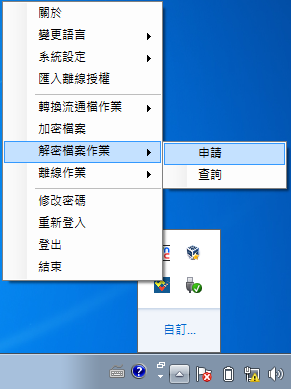 關於
變更語言
系統設定
匯入離線授權
轉換流通檔作業
加密檔案
解密檔案作業
申請
離線作業
查詢
修改密碼
重新登入
登出
結束
自訂...